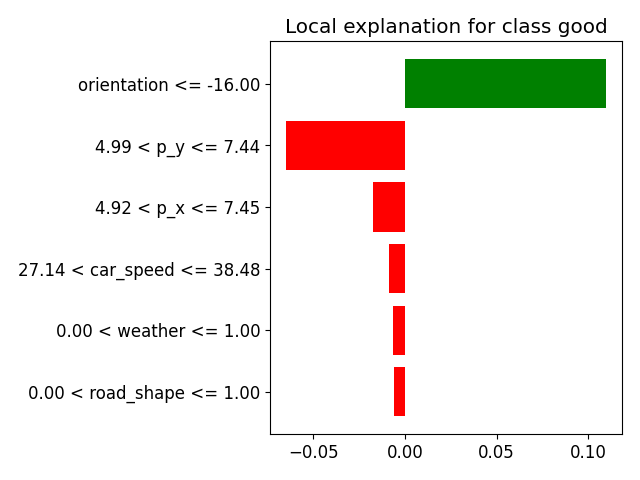 Local explanation for class good
orientation <= -16.00
4.99 < p_y <= 7.44
4.92 < p_x <= 7.45
27.14 < car_speed <= 38.48
0.00 < weather <= 1.00
0.00 < road_shape <= 1.00
−0.05 0.00 0.05 0.10